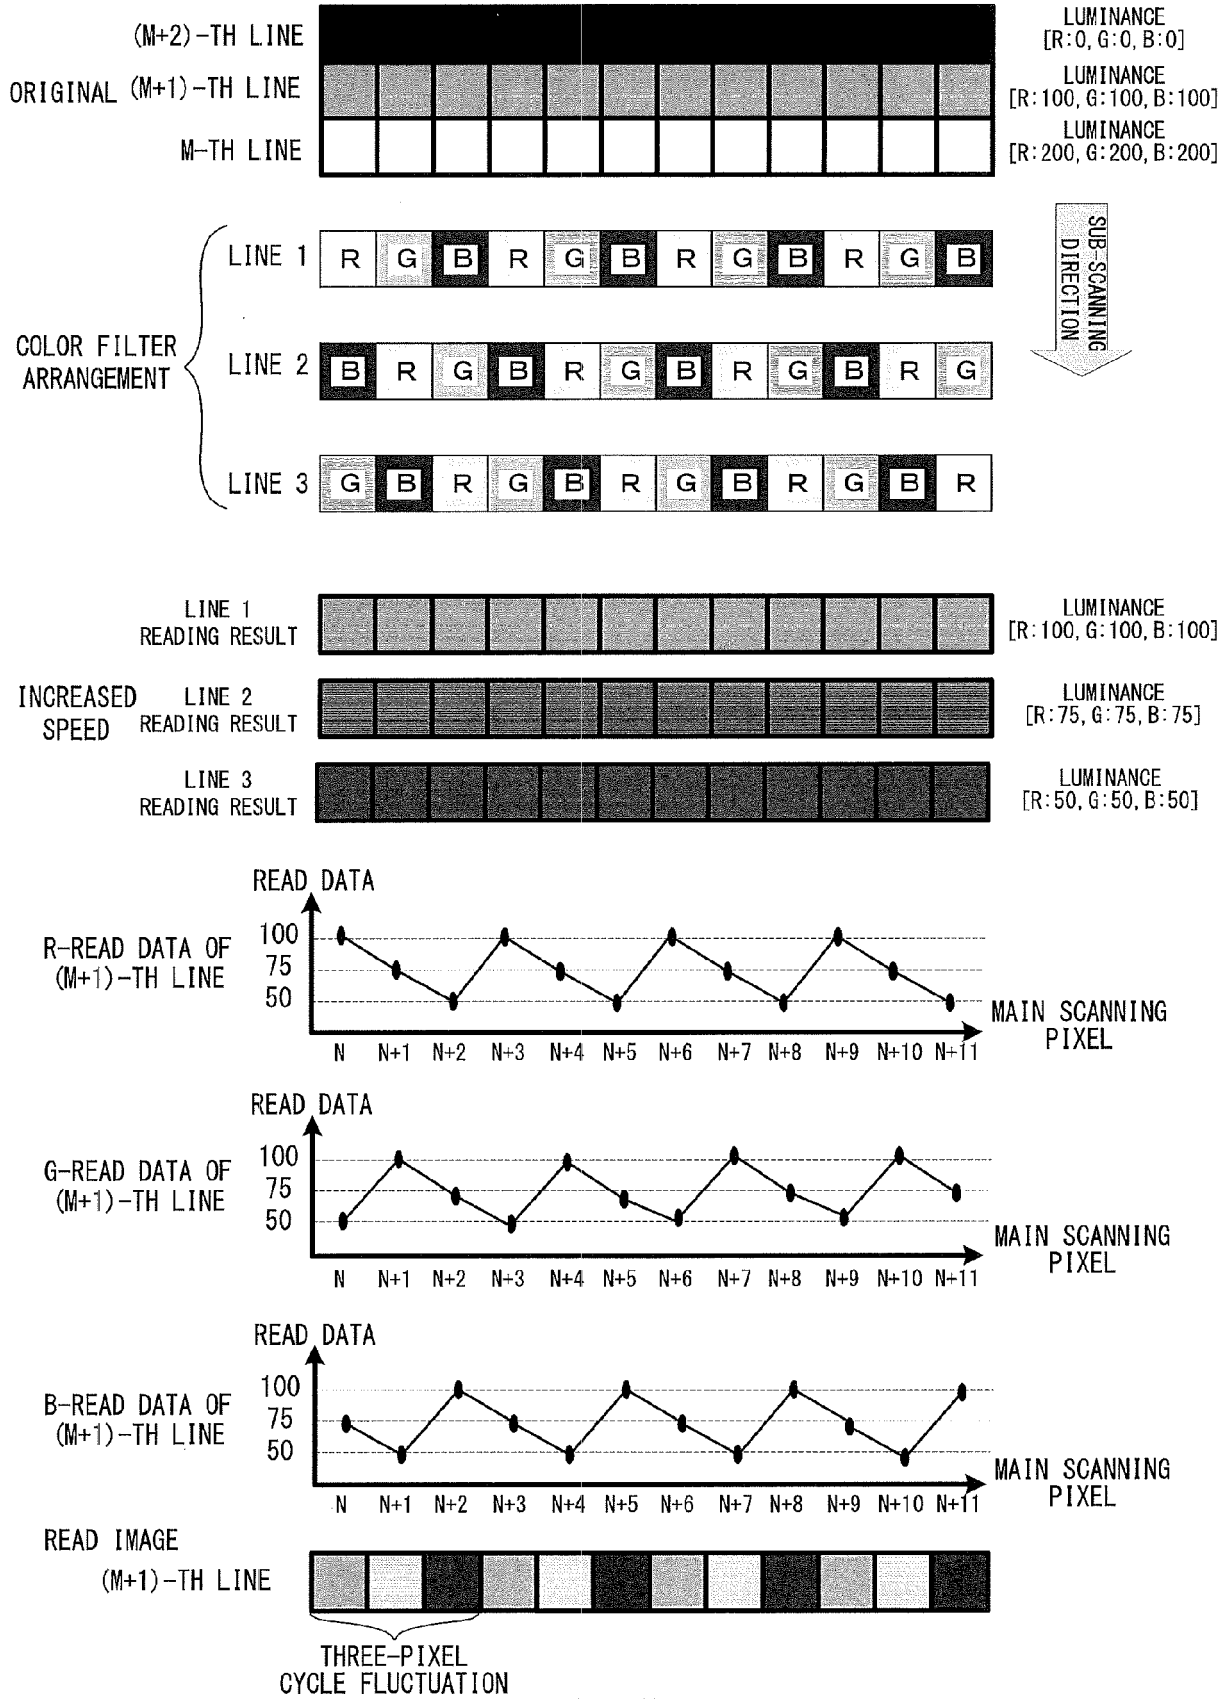 (M+2)-TH LINE
LUMINANCE
[R:0, G:0, B:0]
ORIGINAL
(M+1)-TH LINE
LUMINANCE
[R:100, G:100, B:100]
M-TH LINE
LUMINANCE
[R:200, G:200, B:200]
COLOR FILTER
ARRANGEMENT
LINE 1
R G B R G B R G B R G B
LINE 2
B R G B R G B R G B R G
LINE 3
G B R G B R G B R G B R
SUB-SCANNING
DIRECTION
INCREASED
SPEED
LINE 1
READING RESULT
LUMINANCE
[R:100, G:100, B:100]
LINE 2
READING RESULT
LUMINANCE
[R:75, G:75, B:75]
LINE 3
READING RESULT
LUMINANCE
[R:50, G:50, B:50]
READ DATA
R-READ DATA OF
(M+1)-TH LINE
100
75
50
MAIN SCANNING
PIXEL
N N+1 N+2 N+3 N+4 N+5 N+6 N+7 N+8 N+9 N+10 N+11
READ DATA
G-READ DATA OF
(M+1)-TH LINE
100
75
50
MAIN SCANNING
PIXEL
N N+1 N+2 N+3 N+4 N+5 N+6 N+7 N+8 N+9 N+10 N+11
READ DATA
B-READ DATA OF
(M+1)-TH LINE
100
75
50
MAIN SCANNING
PIXEL
N N+1 N+2 N+3 N+4 N+5 N+6 N+7 N+8 N+9 N+10 N+11
READ IMAGE
(M+1)-TH LINE
THREE-PIXEL
CYCLE FLUCTUATION